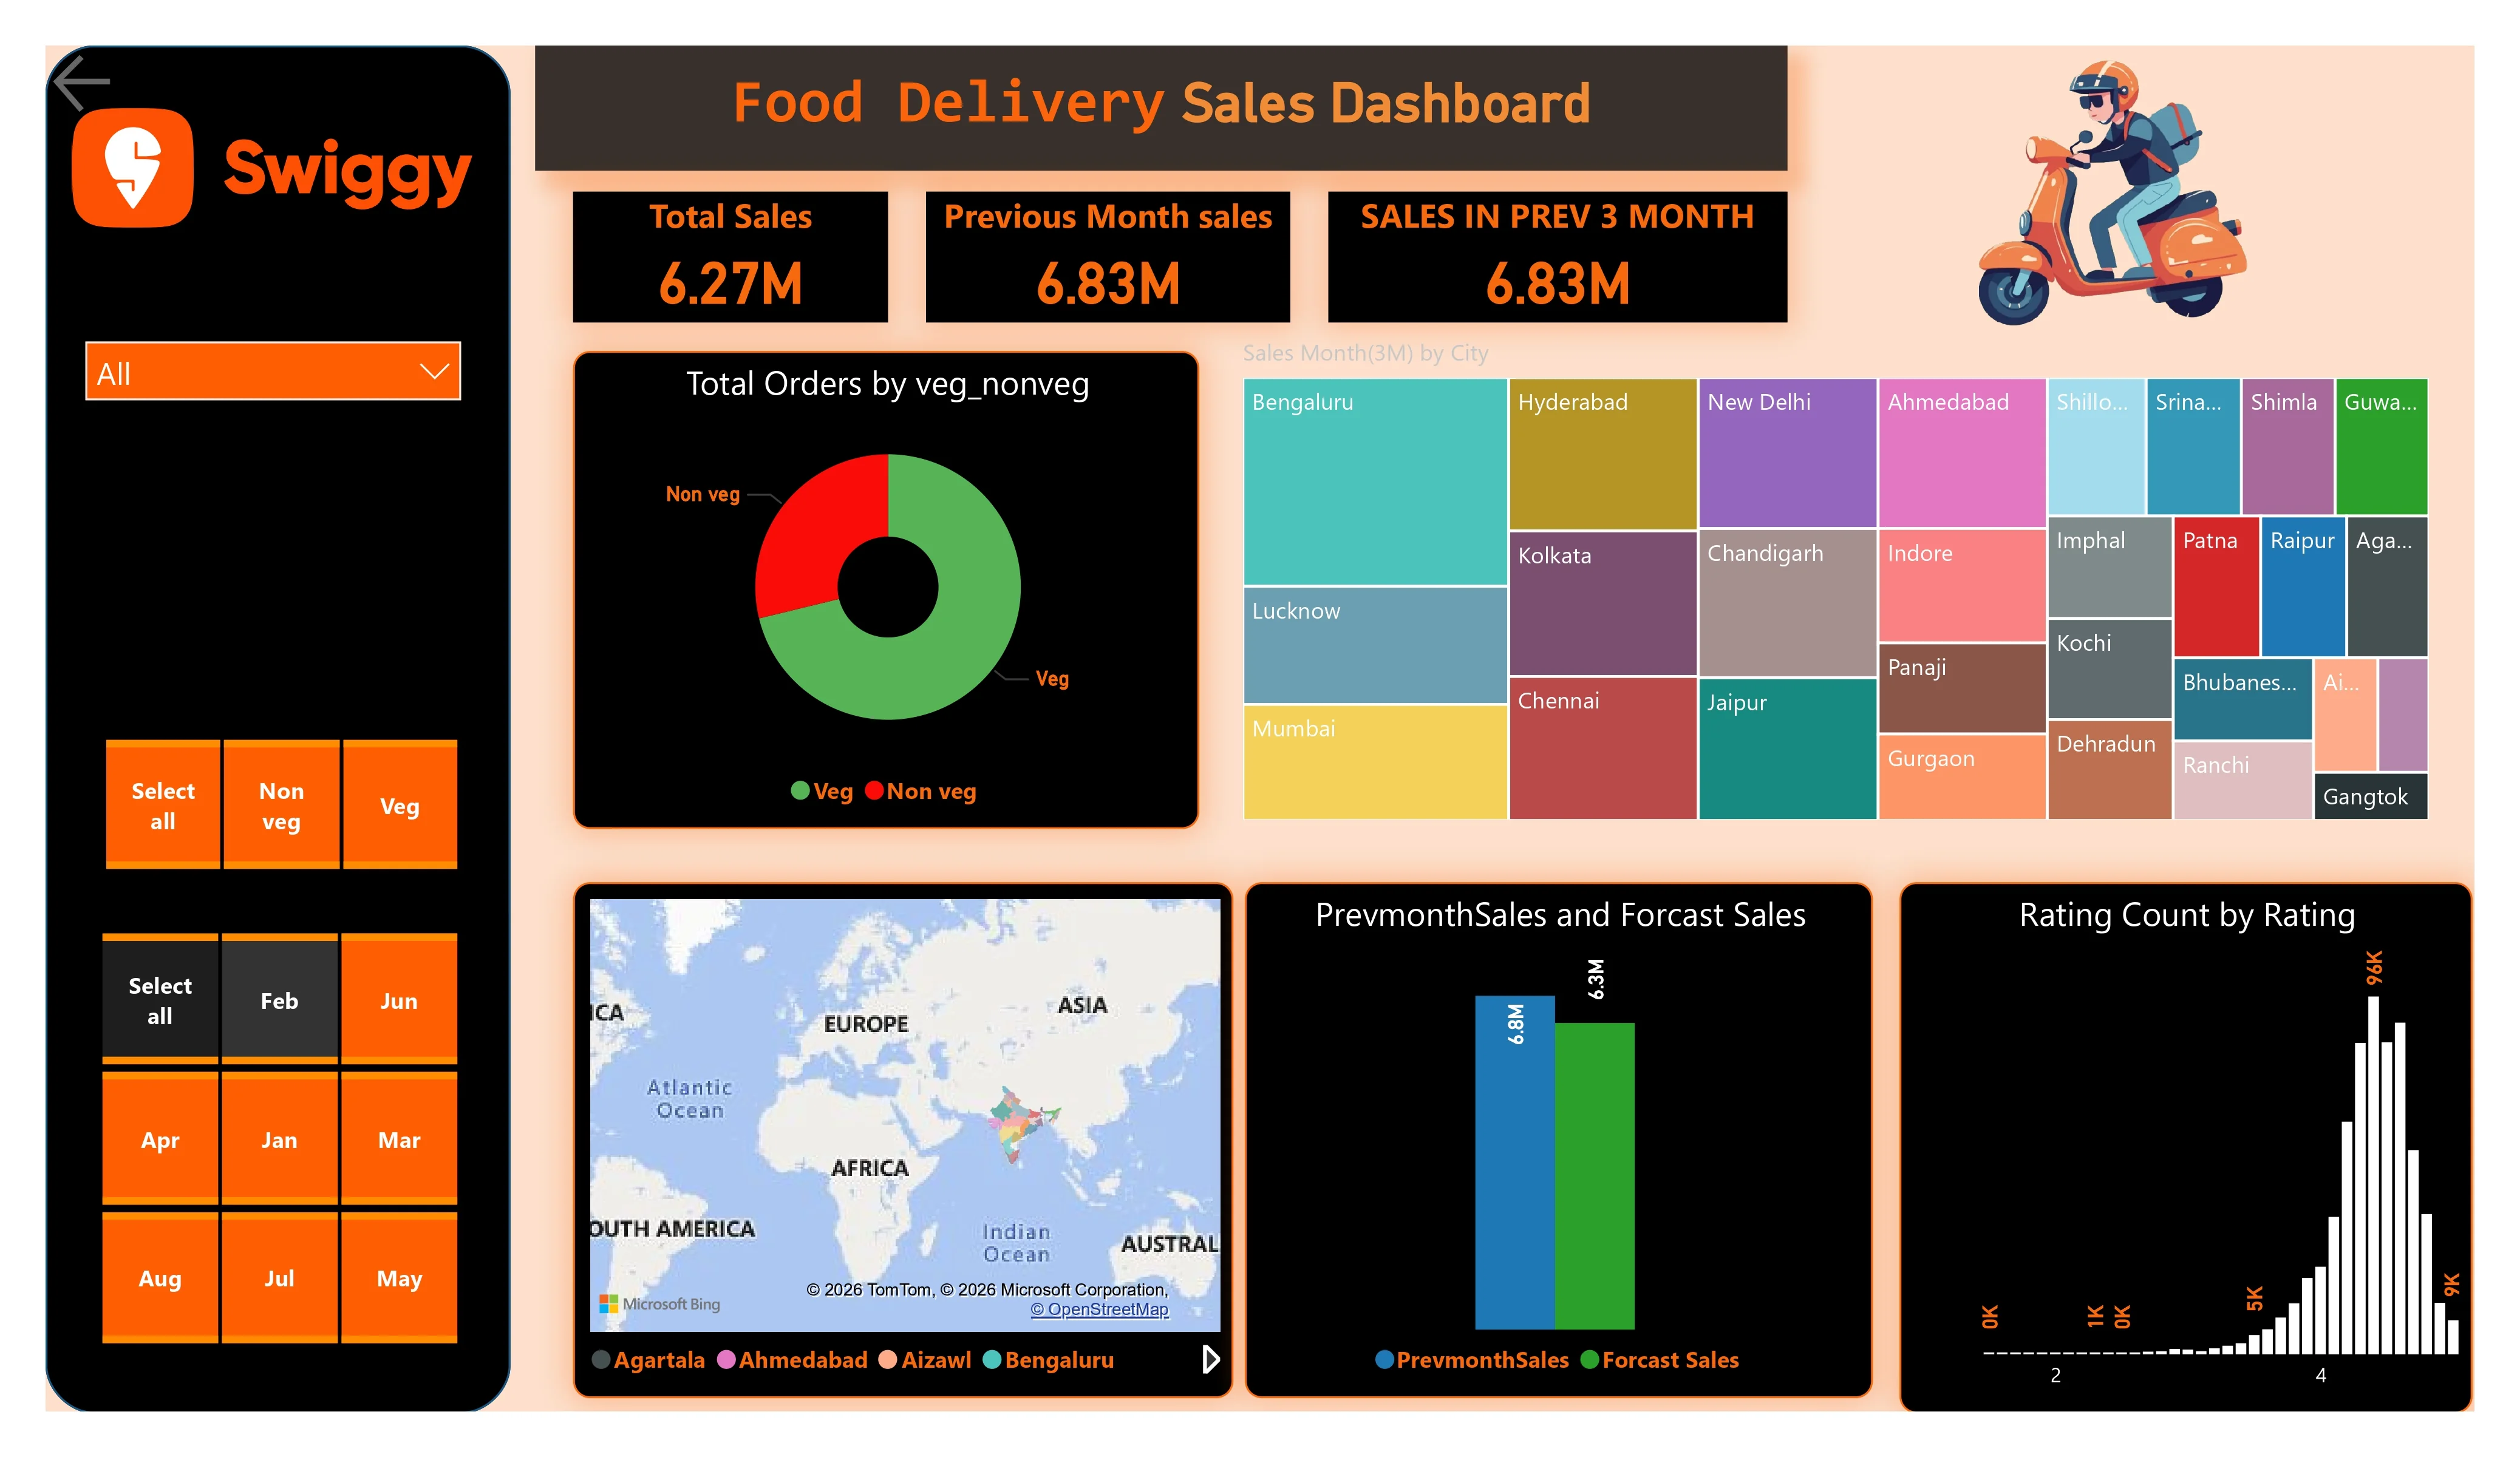 Swiggy
All
Select
all
Non
veg
Veg
Select
all
Feb
Jun
Apr
Jan
Mar
Aug
Jul
May
Food Delivery Sales Dashboard
Total Sales
6.27M
Previous Month sales
6.83M
SALES IN PREV 3 MONTH
6.83M
Total Orders by veg_nonveg
Non veg
Veg
Veg Non veg
Sales Month(3M) by City
Bengaluru
Lucknow
Mumbai
Hyderabad
Kolkata
Chennai
New Delhi
Chandigarh
Jaipur
Ahmedabad
Indore
Panaji
Gurgaon
Shillo...
Srina...
Shimla
Guwa...
Imphal
Kochi
Dehradun
Patna
Raipur
Aga...
Bhubanes...
Ranchi
Ai...
Gangtok
ICA
EUROPE
ASIA
Atlantic
Ocean
AFRICA
OUTH AMERICA
Indian
Ocean
AUSTRAL
© 2026 TomTom, © 2026 Microsoft Corporation,
© OpenStreetMap
Microsoft Bing
Agartala Ahmedabad Aizawl Bengaluru
PrevmonthSales and Forcast Sales
6.8M
6.3M
PrevmonthSales Forcast Sales
Rating Count by Rating
0K
1K
0K
5K
96K
9K
2
4